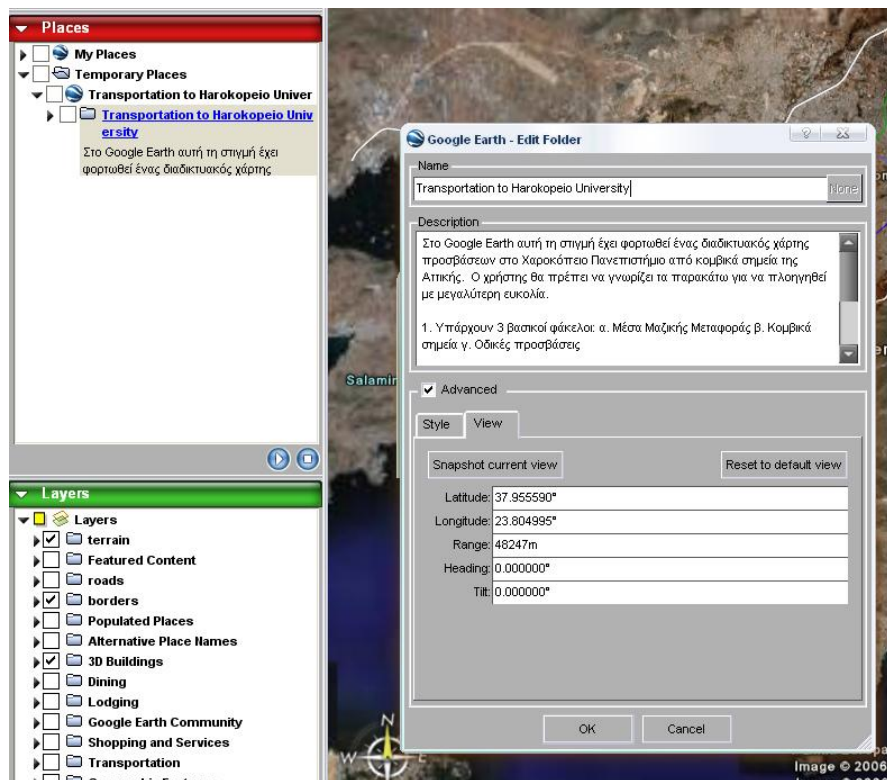 Places
My Places
Temporary Places
Transportation to Harokopeio Univer
Transportation to Harokopeio Univ
ersity
Στο Google Earth αυτή τη στιγμή έχει
φορτωθεί ένας διαδικτυακός χάρτης
Layers
Layers
terrain
Featured Content
roads
borders
Populated Places
Alternative Place Names
3D Buildings
Dining
Lodging
Google Earth Community
Shopping and Services
Transportation
Salamin
Google Earth - Edit Folder
Name
Transportation to Harokopeio University
None
Description
Στο Google Earth αυτή τη στιγμή έχει φορτωθεί ένας διαδικτυακός χάρτης
προσβάσεων στο Χαροκόπειο Πανεπιστήμιο από κομβικά σημεία της
Αττικής. Ο χρήστης θα πρέπει να γνωρίζει τα παρακάτω για να πλοηγηθεί
με μεγαλύτερη ευκολία.
1. Υπάρχουν 3 βασικοί φάκελοι: α. Μέσα Μαζικής Μεταφοράς β. Κομβικά
σημεία γ. Οδικές προσβάσεις
Advanced
Style View
Snapshot current view Reset to default view
Latitude: 37.955590°
Longitude: 23.804995°
Range: 48247m
Heading: 0.000000°
Tilt: 0.000000°
OK Cancel
N
W E
Image © 2006